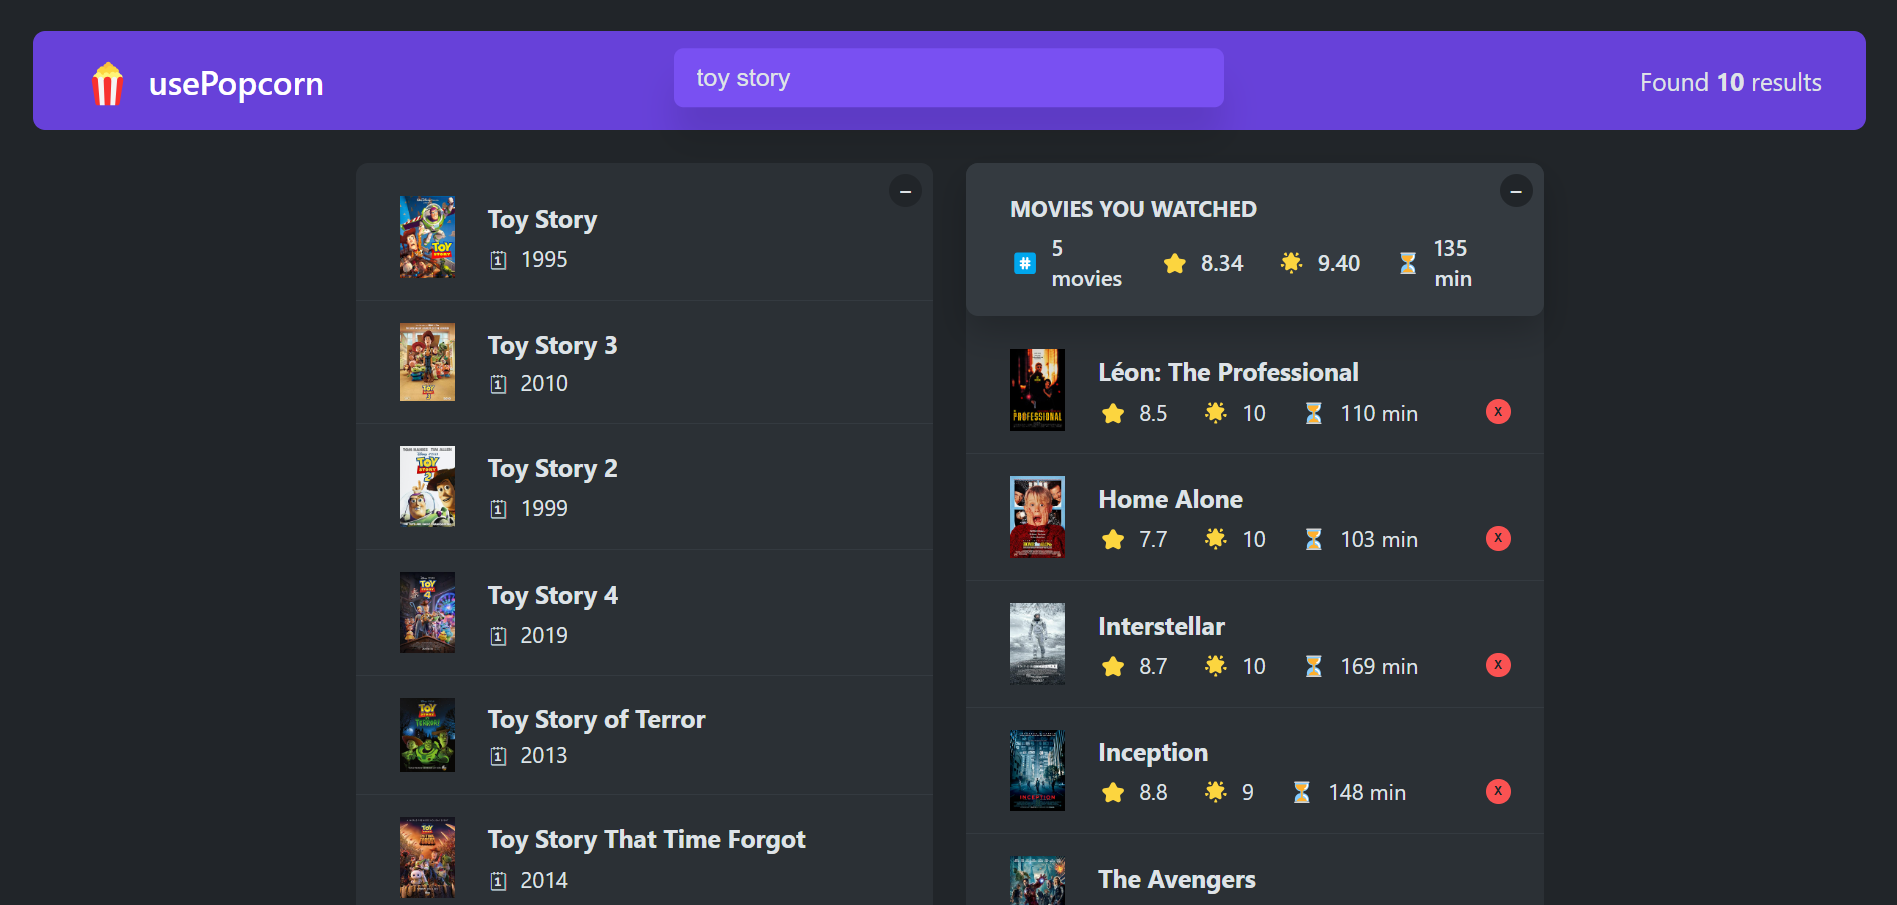 usePopcorn
toy story
Found 10 results
–
Toy Story
1995
Toy Story 3
2010
Toy Story 2
1999
Toy Story 4
2019
Toy Story of Terror
2013
Toy Story That Time Forgot
2014
–
MOVIES YOU WATCHED
5 movies 8.34 9.40 135 min
Léon: The Professional
8.5 10 110 min X
Home Alone
7.7 10 103 min X
Interstellar
8.7 10 169 min X
Inception
8.8 9 148 min X
The Avengers